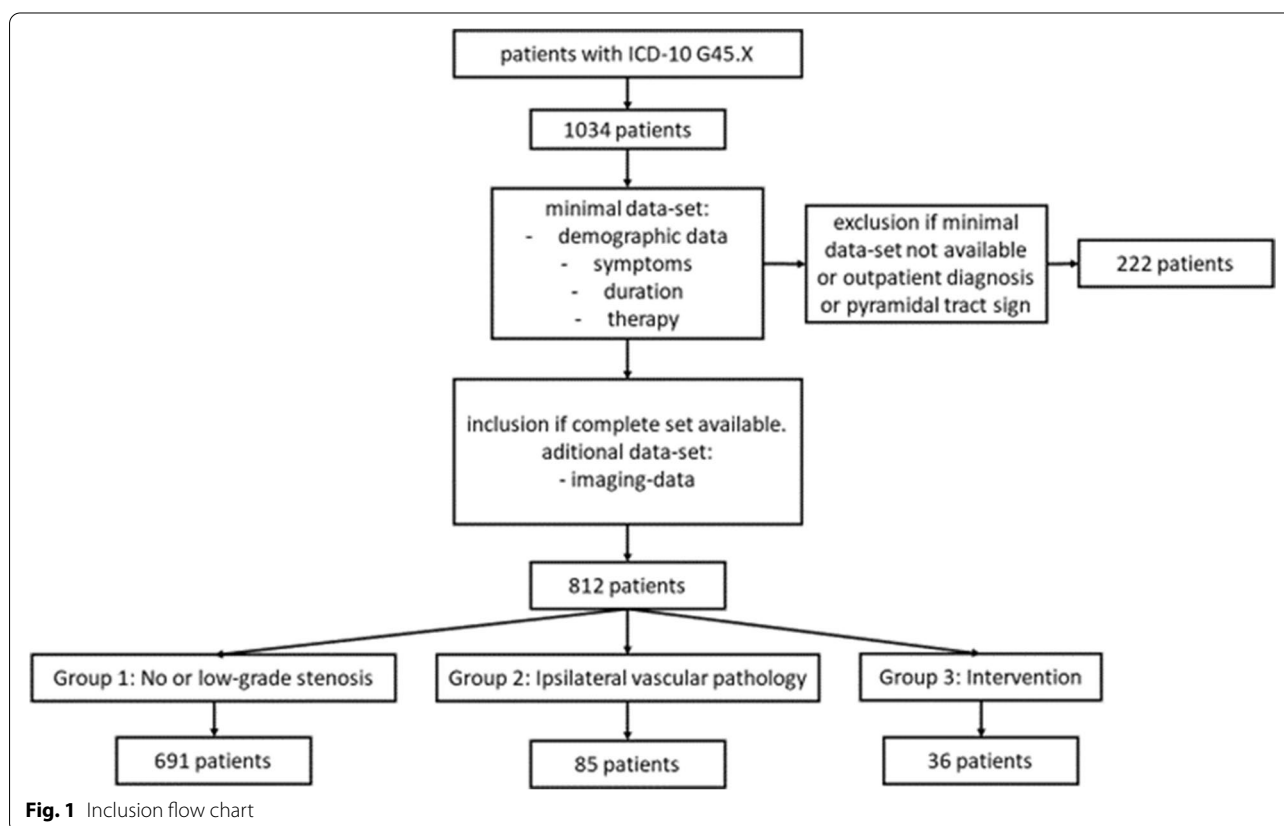 patients with ICD-10 G45.X
1034 patients
minimal data-set:
- demographic data
- symptoms
- duration
- therapy
exclusion if minimal
data-set not available
or outpatient diagnosis
or pyramidal tract sign
222 patients
inclusion if complete set available.
aditional data-set:
- imaging-data
812 patients
Group 1: No or low-grade stenosis
Group 2: Ipsilateral vascular pathology
Group 3: Intervention
691 patients
85 patients
36 patients
Fig. 1 Inclusion flow chart